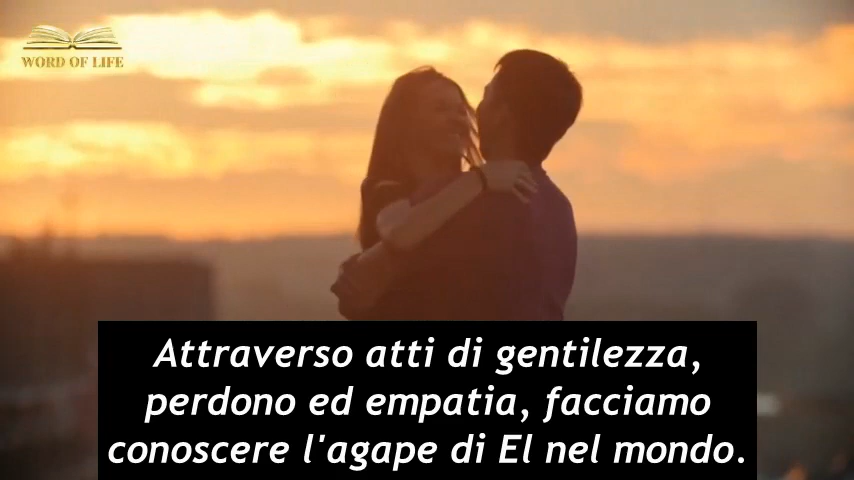 WORD OF LIFE
Attraverso atti di gentilezza,
perdono ed empatia, facciamo
conoscere l'agape di El nel mondo.